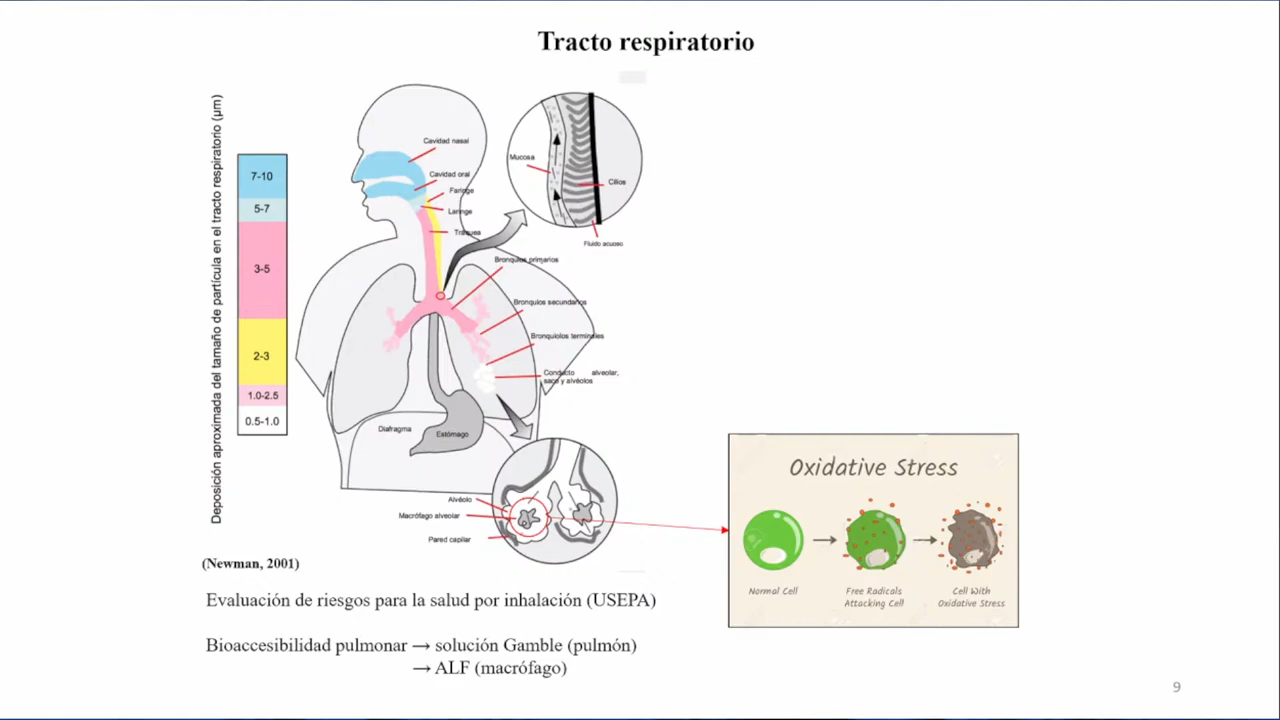 Tracto respiratorio
Deposición aproximada del tamaño de partícula en el tracto respiratorio (µm)
7-10
5-7
3-5
2-3
1.0-2.5
0.5-1.0
Cavidad nasal
Cavidad oral
Faringe
Laringe
Tráquea
Mucosa
Cilios
Fluido acuoso
Bronquios primarios
Bronquios secundarios
Bronquiolos terminales
Conducto alveolar,
saco y alvéolos
Diafragma
Estómago
Alvéolo
Macrófago alveolar
Pared capilar
Oxidative Stress
Normal Cell
Free Radicals
Attacking Cell
Cell With
Oxidative Stress
(Newman, 2001)
Evaluación de riesgos para la salud por inhalación (USEPA)
Bioaccesibilidad pulmonar → solución Gamble (pulmón)
→ ALF (macrófago)
9